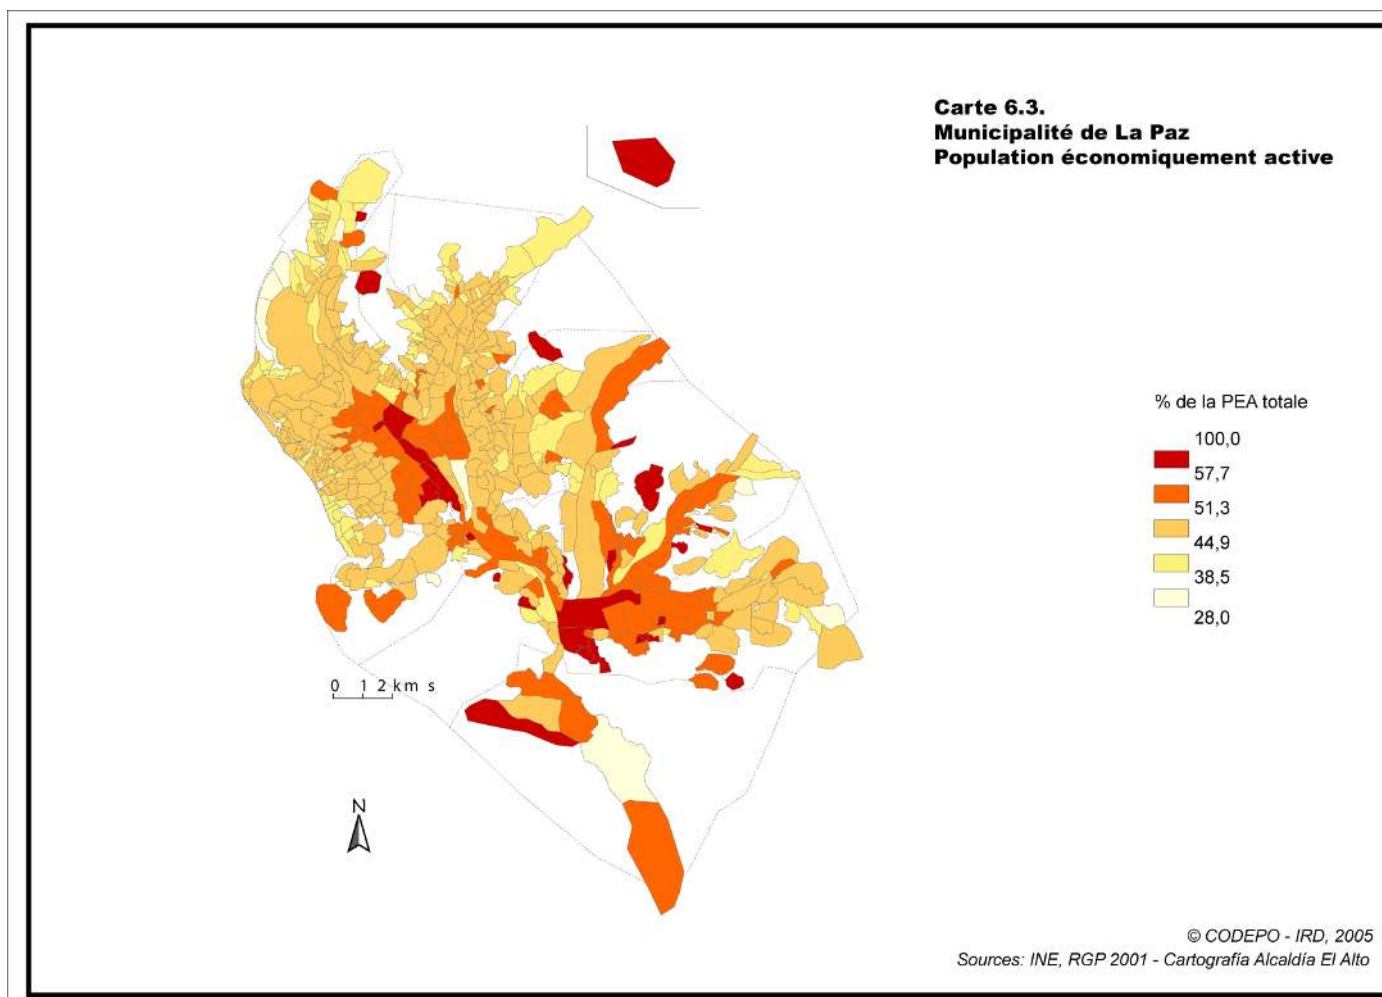 Carte 6.3.
Municipalité de La Paz
Population économiquement active
% de la PEA totale
100,0
57,7
51,3
44,9
38,5
28,0
0 1 2 km s
N
© CODEPO - IRD, 2005
Sources: INE, RGP 2001 - Cartografía Alcaldía El Alto